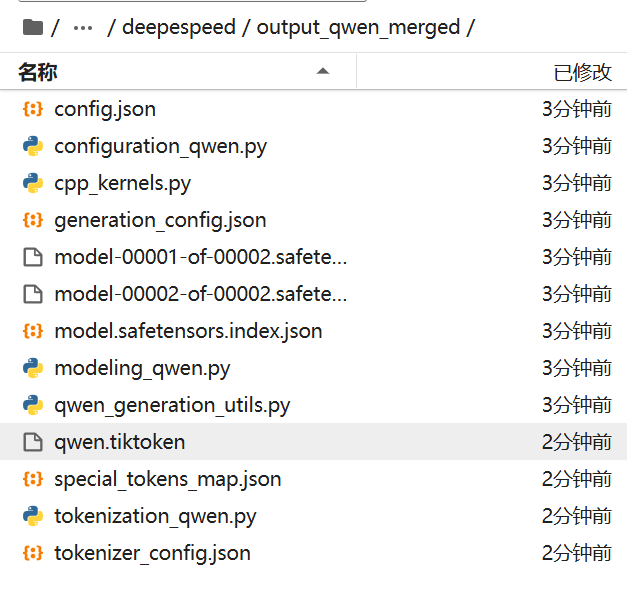 / ··· / deepespeed / output_qwen_merged /
名称 已修改
config.json 3分钟前
configuration_qwen.py 3分钟前
cpp_kernels.py 3分钟前
generation_config.json 3分钟前
model-00001-of-00002.safete... 3分钟前
model-00002-of-00002.safete... 3分钟前
model.safetensors.index.json 3分钟前
modeling_qwen.py 3分钟前
qwen_generation_utils.py 3分钟前
qwen.tiktoken 2分钟前
special_tokens_map.json 2分钟前
tokenization_qwen.py 2分钟前
tokenizer_config.json 2分钟前